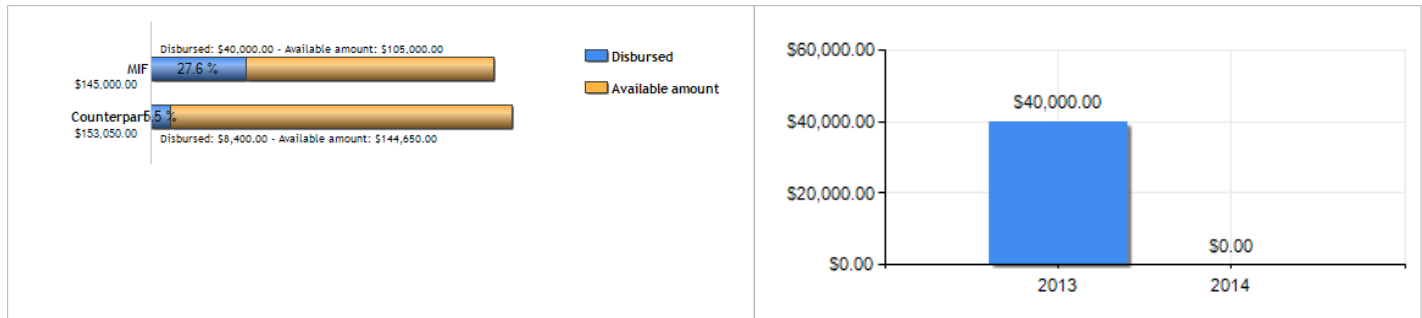 Disbursed: $40,000.00 - Available amount: $105,000.00
MIF
27.6 %
$145,000.00
Counterpart
5.5 %
$153,050.00
Disbursed: $8,400.00 - Available amount: $144,650.00
Disbursed
Available amount
$60,000.00
$40,000.00
$40,000.00
$20,000.00
$0.00
$0.00
2013
2014